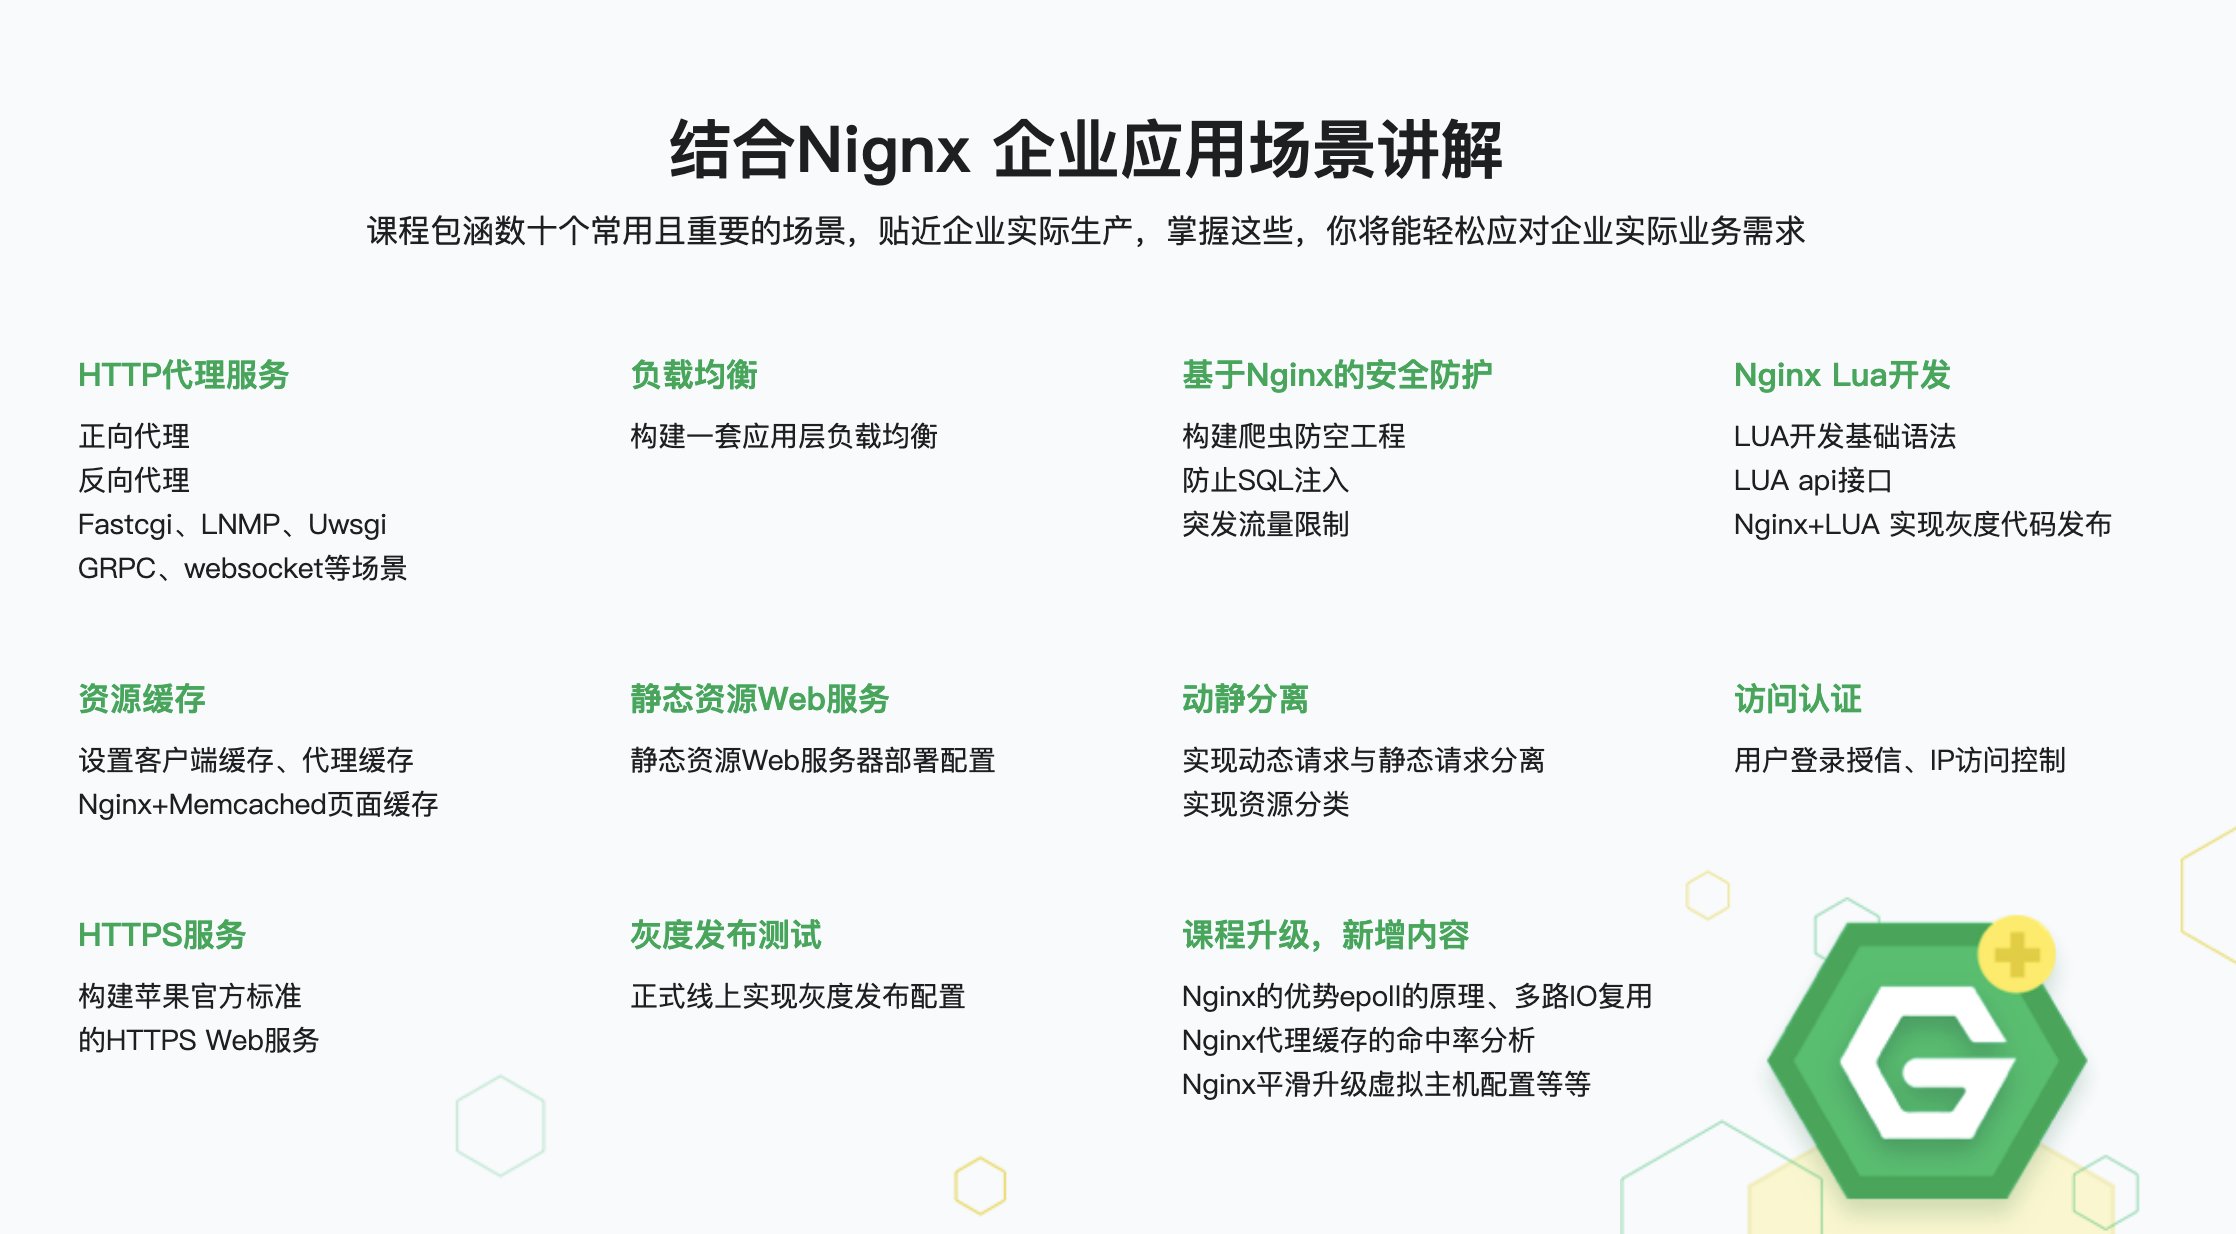 结合Nignx 企业应用场景讲解
课程包涵数十个常用且重要的场景，贴近企业实际生产，掌握这些，你将能轻松应对企业实际业务需求
HTTP代理服务
正向代理
反向代理
Fastcgi、LNMP、Uwsgi
GRPC、websocket等场景
负载均衡
构建一套应用层负载均衡
基于Nginx的安全防护
构建爬虫防空工程
防止SQL注入
突发流量限制
Nginx Lua开发
LUA开发基础语法
LUA api接口
Nginx+LUA 实现灰度代码发布
资源缓存
设置客户端缓存、代理缓存
Nginx+Memcached页面缓存
静态资源Web服务
静态资源Web服务器部署配置
动静分离
实现动态请求与静态请求分离
实现资源分类
访问认证
用户登录授信、IP访问控制
HTTPS服务
构建苹果官方标准
的HTTPS Web服务
灰度发布测试
正式线上实现灰度发布配置
课程升级，新增内容
Nginx的优势epoll的原理、多路IO复用
Nginx代理缓存的命中率分析
Nginx平滑升级虚拟主机配置等等
G